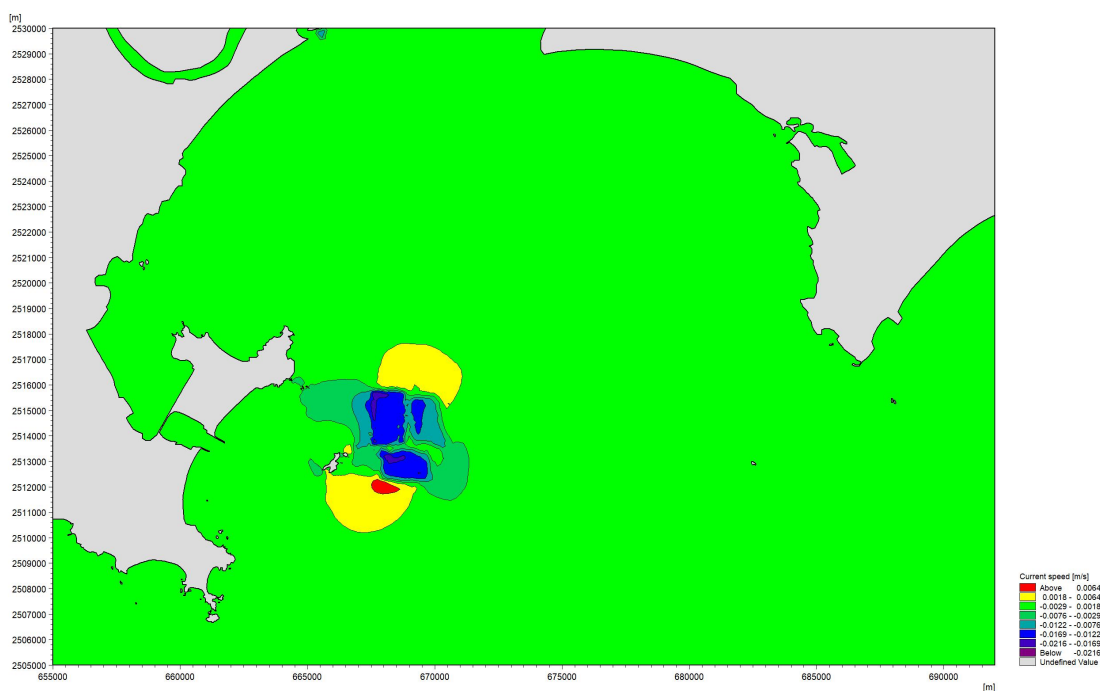 [m]
2530000
2529000
2528000
2527000
2526000
2525000
2524000
2523000
2522000
2521000
2520000
2519000
2518000
2517000
2516000
2515000
2514000
2513000
2512000
2511000
2510000
2509000
2508000
2507000
2506000
2505000
655000 660000 665000 670000 675000 680000 685000 690000
[m]
Current speed [m/s]
Above 0.0064
0.0018 - 0.0064
-0.0029 - 0.0018
-0.0076 - -0.0029
-0.0122 - -0.0076
-0.0169 - -0.0122
-0.0216 - -0.0169
Below -0.0216
Undefined Value